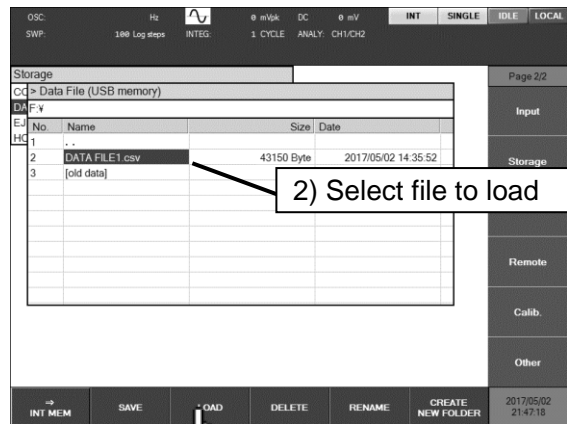 OSC: Hz 0 mVpk DC 0 mV INT SINGLE IDLE LOCAL
SWP: 100 Log steps INTEG: 1 CYCLE ANALY: CH1/CH2
Storage Page 2/2
> Data File (USB memory)
F:¥ Input
No. Name Size Date
1 ..
2 DATA FILE1.csv 43150 Byte 2017/05/02 14:35:52 Storage
3 [old data]
2) Select file to load
Remote
Calib.
Other
⇒ INT MEM SAVE DELETE RENAME CREATE NEW FOLDER 2017/05/02
21:47:18